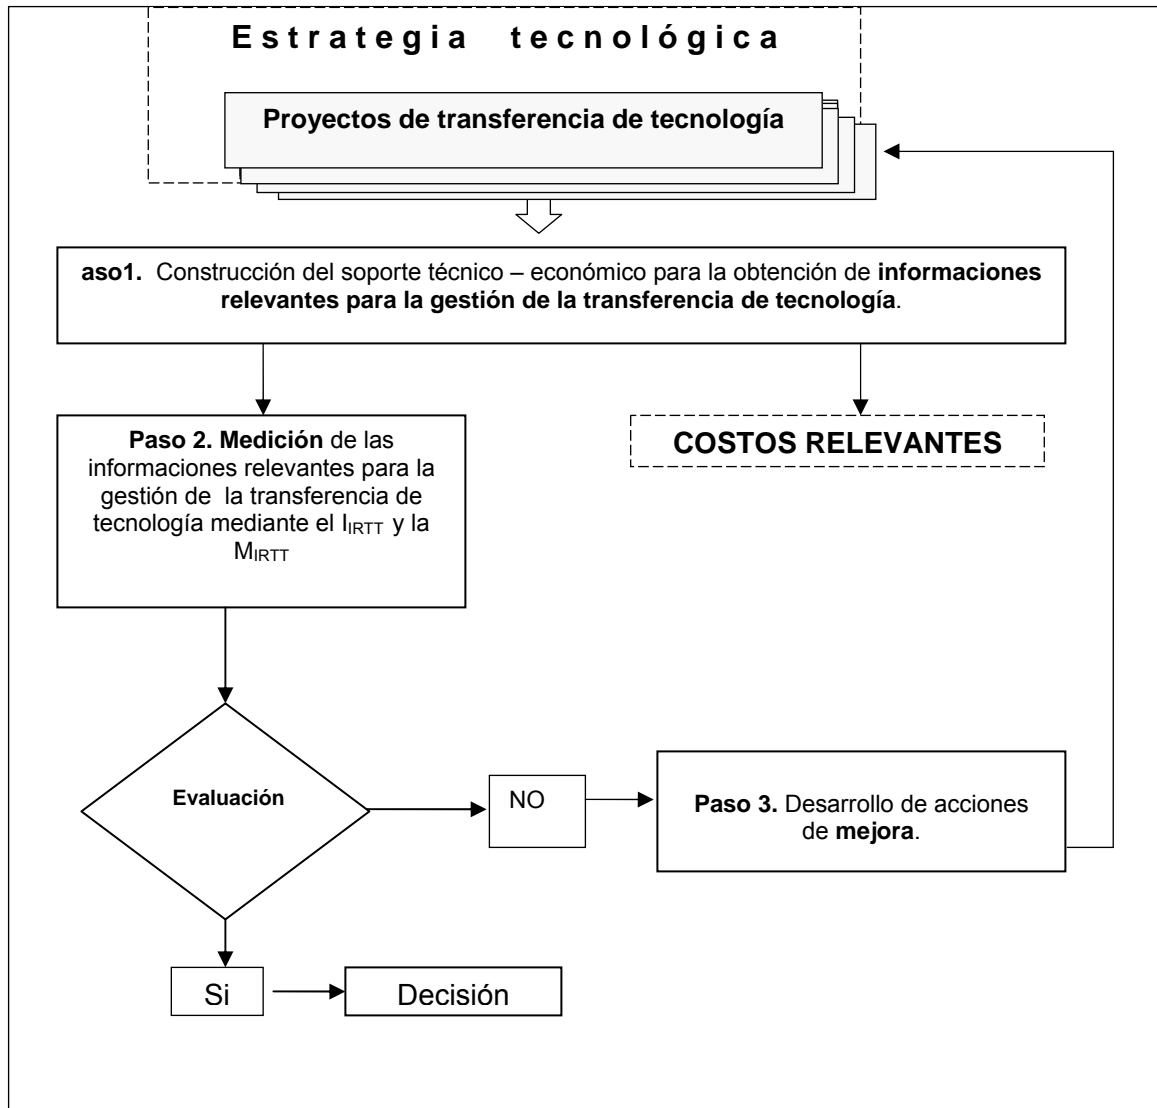 Estrategia tecnológica
Proyectos de transferencia de tecnología
aso1. Construcción del soporte técnico – económico para la obtención de informaciones
relevantes para la gestión de la transferencia de tecnología.
Paso 2. Medición de las
informaciones relevantes para la
gestión de la transferencia de
tecnología mediante el IIRTT y la
MIRTT
COSTOS RELEVANTES
Evaluación
NO
Paso 3. Desarrollo de acciones
de mejora.
Si
Decisión